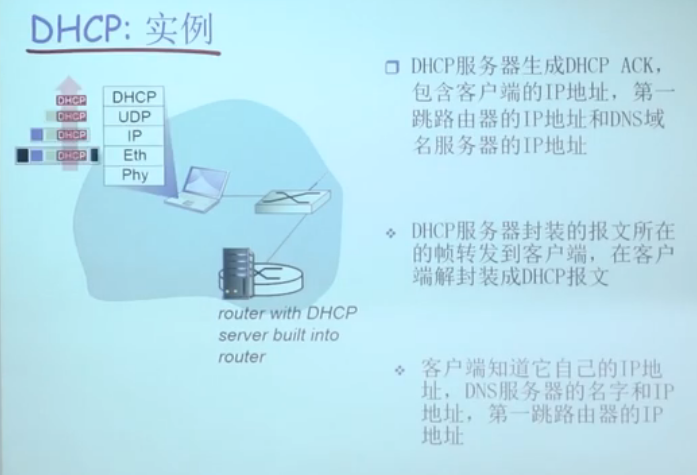 DHCP: 实例
DHCP
DHCP
DHCP
DHCP
DHCP
UDP
IP
Eth
Phy
router with DHCP
server built into
router
DHCP服务器生成DHCP ACK，
包含客户端的IP地址，第一
跳路由器的IP地址和DNS域
名服务器的IP地址
DHCP服务器封装的报文所在
的帧转发到客户端，在客户
端解封装成DHCP报文
客户端知道它自己的IP地
址，DNS服务器的名字和IP
地址，第一跳路由器的IP
地址